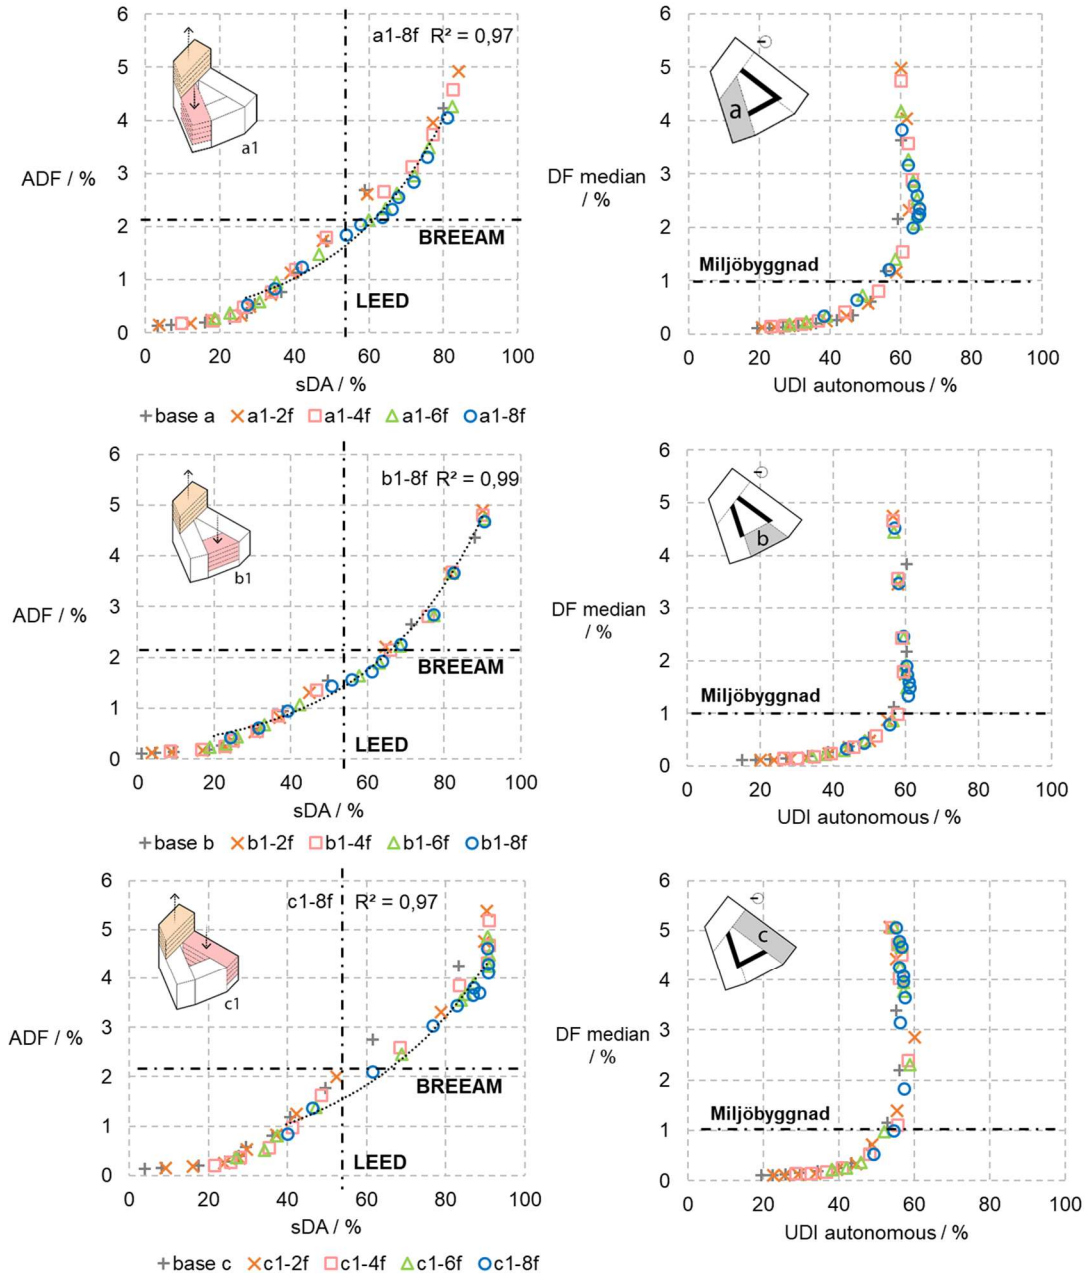 a1-8f R² = 0,97
6
5
4
3
2
1
0
ADF / %
BREEAM
LEED
a1
0 20 40 60 80 100
sDA / %
base a a1-2f a1-4f a1-6f a1-8f
6
5
4
3
2
1
0
DF median
/ %
a
Miljöbyggnad
0 20 40 60 80 100
UDI autonomous / %
b1-8f R² = 0,99
6
5
4
3
2
1
0
ADF / %
BREEAM
LEED
b1
0 20 40 60 80 100
sDA / %
base b b1-2f b1-4f b1-6f b1-8f
6
5
4
3
2
1
0
DF median
/ %
b
Miljöbyggnad
0 20 40 60 80 100
UDI autonomous / %
c1-8f R² = 0,97
6
5
4
3
2
1
0
ADF / %
BREEAM
LEED
c1
0 20 40 60 80 100
sDA / %
base c c1-2f c1-4f c1-6f c1-8f
6
5
4
3
2
1
0
DF median
/ %
c
Miljöbyggnad
0 20 40 60 80 100
UDI autonomous / %